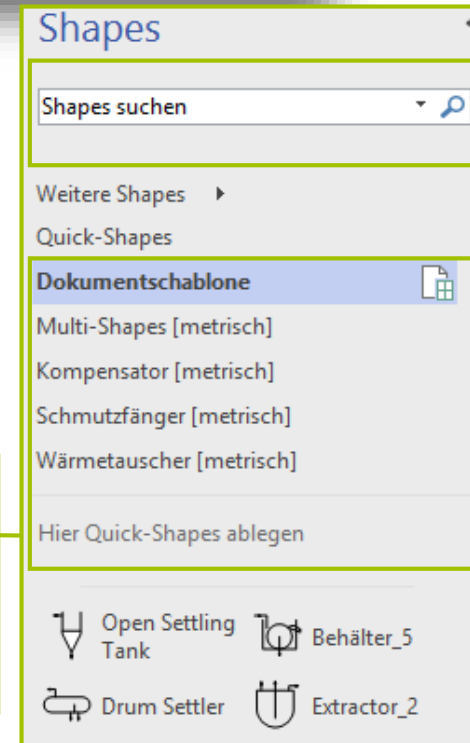 Shapes
Shapes suchen
Weitere Shapes
Quick-Shapes
Dokumentschablone
Multi-Shapes [metrisch]
Kompensator [metrisch]
Schmutzfänger [metrisch]
Wärmetauscher [metrisch]
Hier Quick-Shapes ablegen
Open Settling
Tank
Behälter_5
Drum Settler
Extractor_2